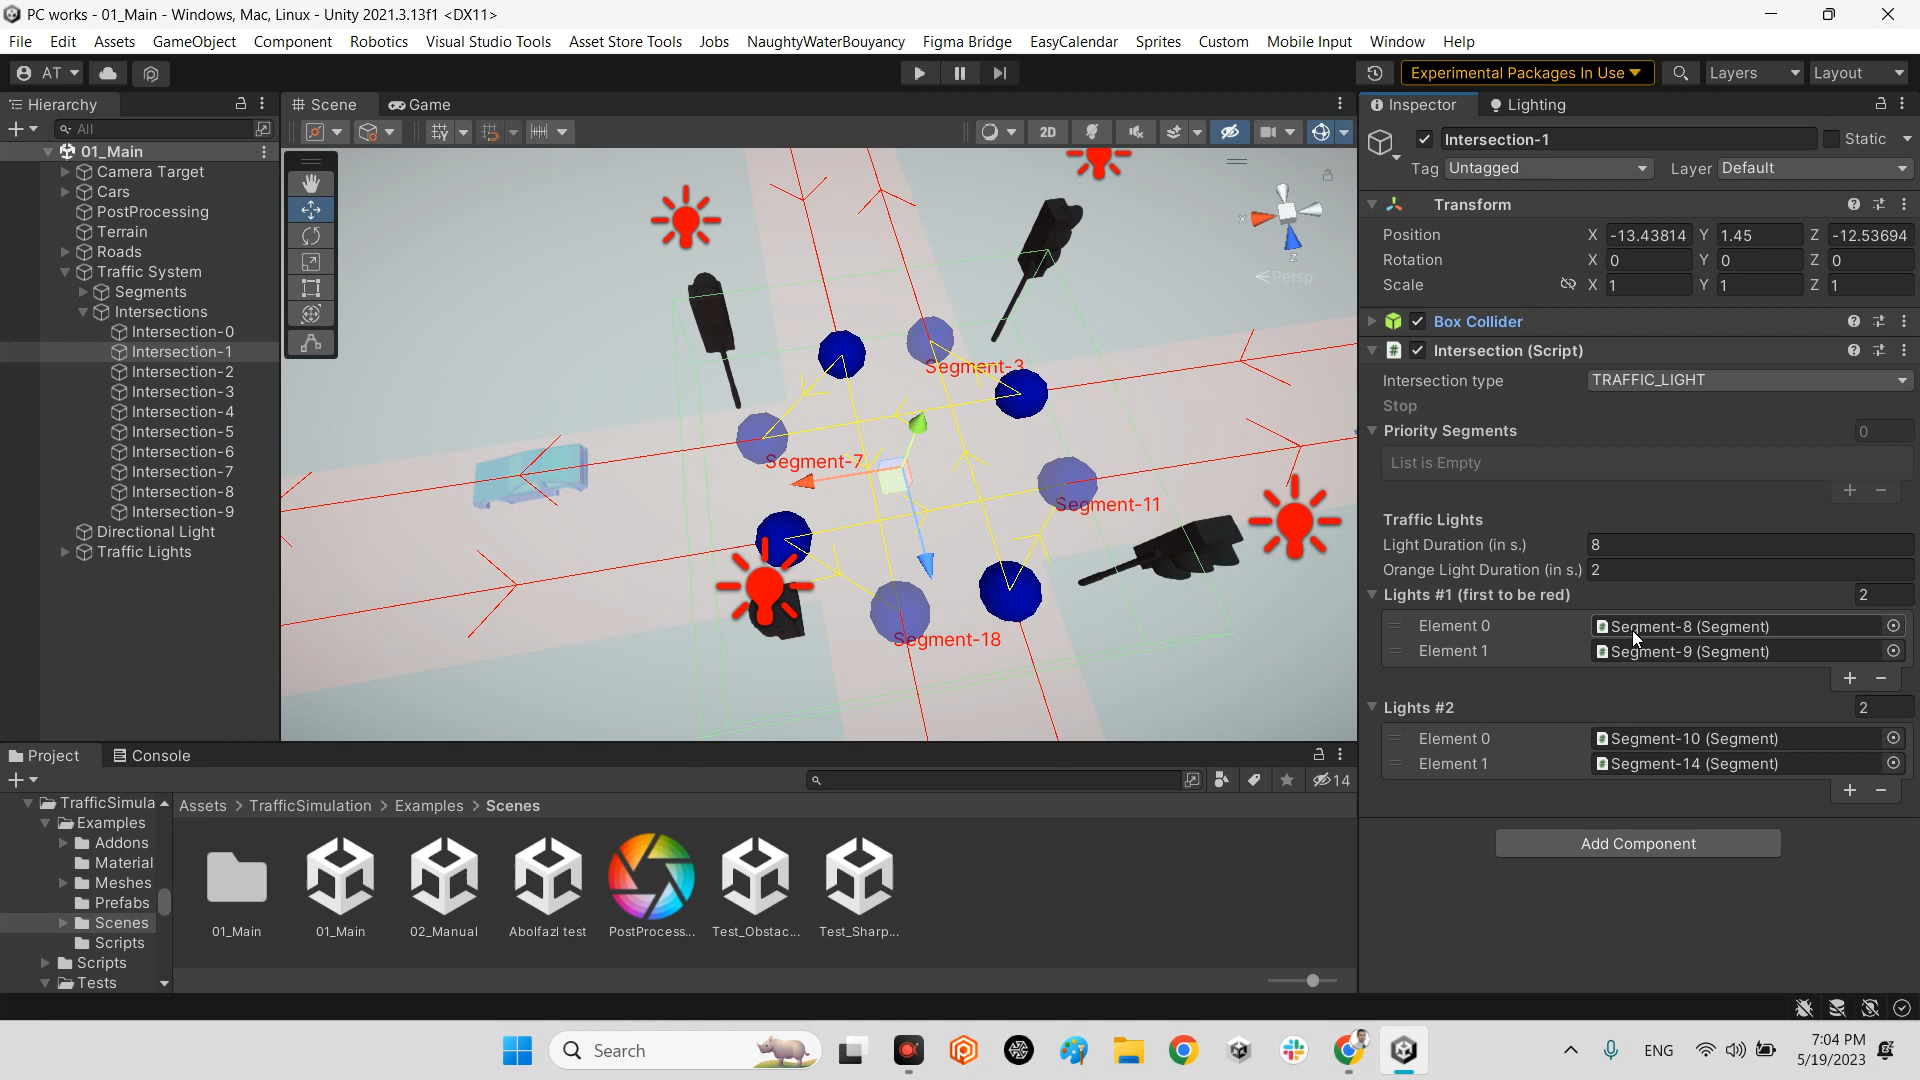 PC works - 01_Main - Windows, Mac, Linux - Unity 2021.3.13f1 <DX11>
File Edit Assets GameObject Component Robotics Visual Studio Tools Asset Store Tools Jobs NaughtyWaterBouyancy Figma Bridge EasyCalendar Sprites Custom Mobile Input Window Help
AT
Experimental Packages In Use
Layers
Layout
Hierarchy
All
01_Main
Camera Target
Cars
PostProcessing
Terrain
Roads
Traffic System
Segments
Intersections
Intersection-0
Intersection-1
Intersection-2
Intersection-3
Intersection-4
Intersection-5
Intersection-6
Intersection-7
Intersection-8
Intersection-9
Directional Light
Traffic Lights
Scene
Game
2D
x
z
Persp
Segment-3
Segment-7
Segment-11
Segment-18
Inspector
Lighting
Intersection-1
Static
Tag Untagged
Layer Default
Transform
Position X -13.43814 Y 1.45 Z -12.53694
Rotation X 0 Y 0 Z 0
Scale X 1 Y 1 Z 1
Box Collider
Intersection (Script)
Intersection type TRAFFIC_LIGHT
Stop
Priority Segments 0
List is Empty
Traffic Lights
Light Duration (in s.) 8
Orange Light Duration (in s.) 2
Lights #1 (first to be red) 2
Element 0 Segment-8 (Segment)
Element 1 Segment-9 (Segment)
Lights #2 2
Element 0 Segment-10 (Segment)
Element 1 Segment-14 (Segment)
Add Component
Project
Console
14
TrafficSimula
Examples
Addons
Material
Meshes
Prefabs
Scenes
Scripts
Scripts
Tests
Assets > TrafficSimulation > Examples > Scenes
01_Main
01_Main
02_Manual
Abolfazl test
PostProcess...
Test_Obstac...
Test_Sharp...
Search
ENG
7:04 PM
5/19/2023